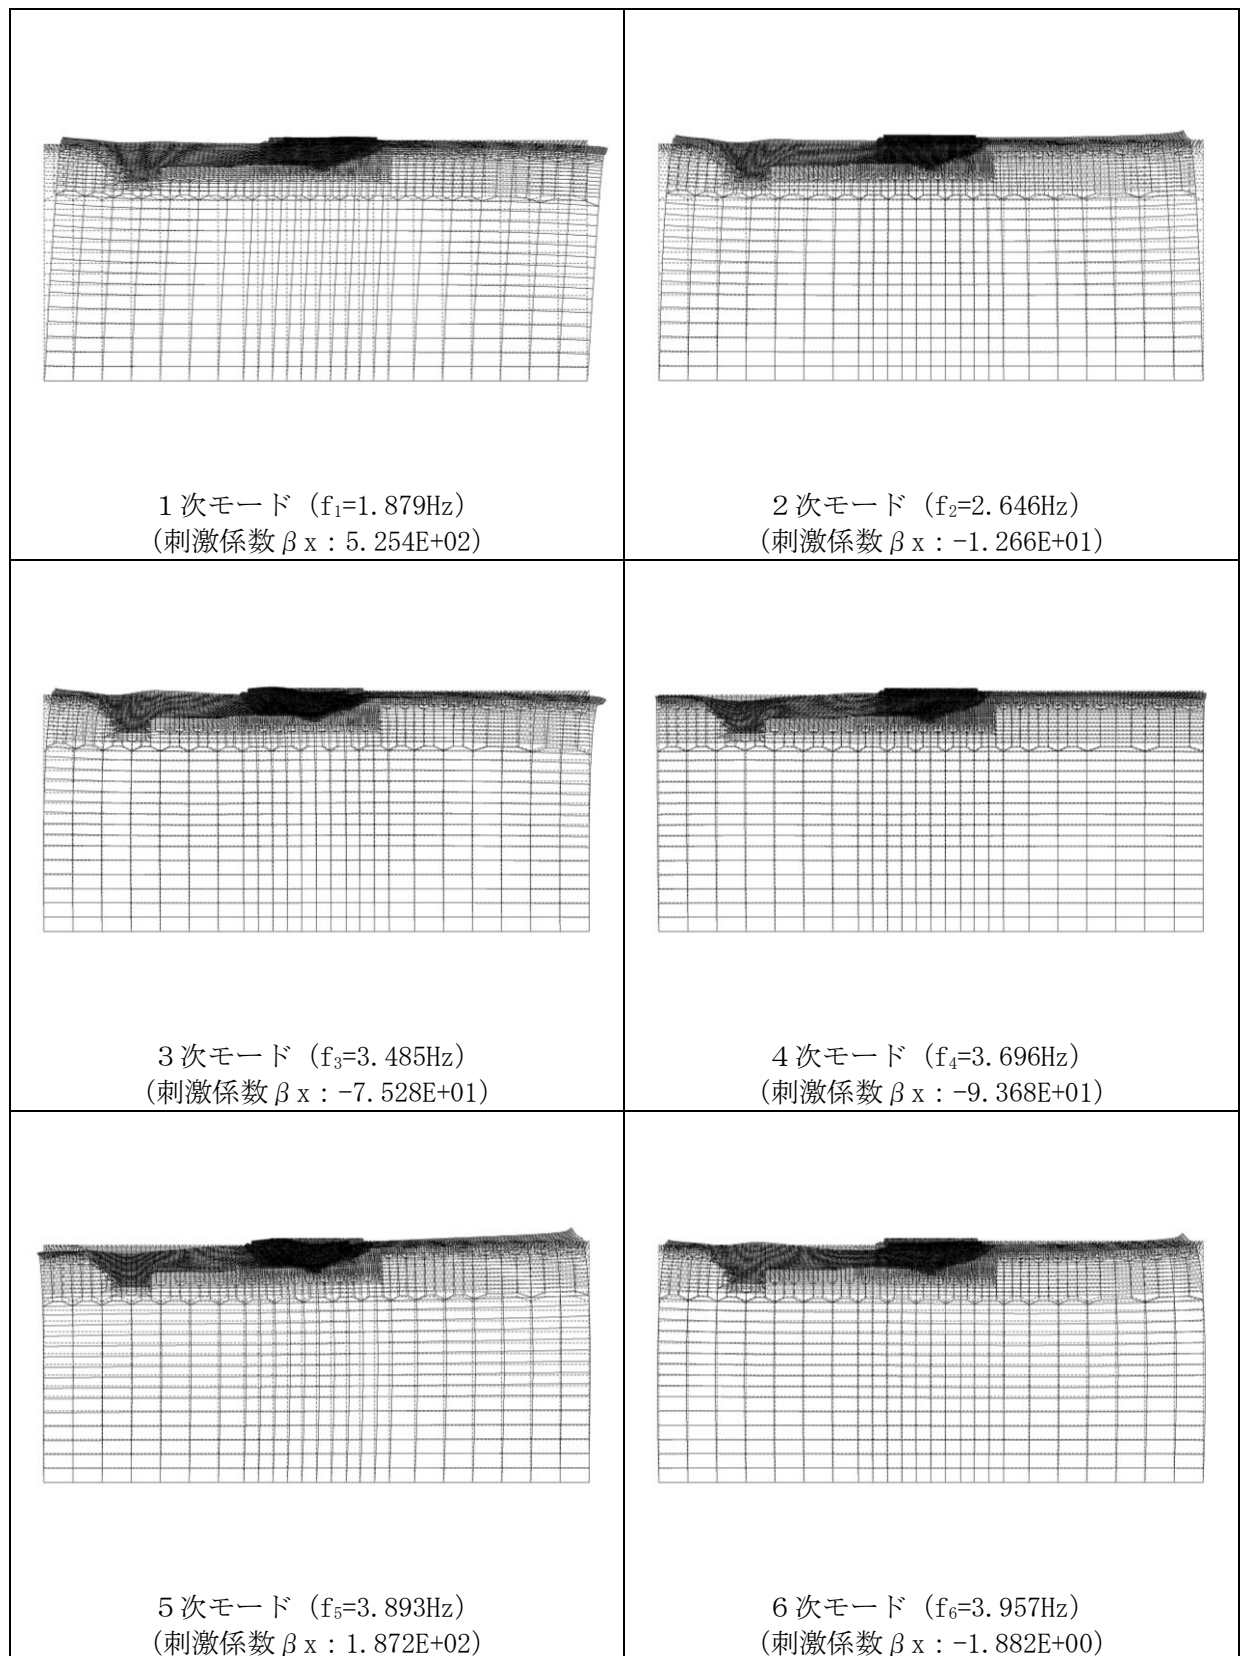 1次モード (f₁=1.879Hz)
(刺激係数βx:5.254E+02)
2次モード (f₂=2.646Hz)
(刺激係数βx:-1.266E+01)
3次モード (f₃=3.485Hz)
(刺激係数βx:-7.528E+01)
4次モード (f₄=3.696Hz)
(刺激係数βx:-9.368E+01)
5次モード (f₅=3.893Hz)
(刺激係数βx:1.872E+02)
6次モード (f₆=3.957Hz)
(刺激係数βx:-1.882E+00)